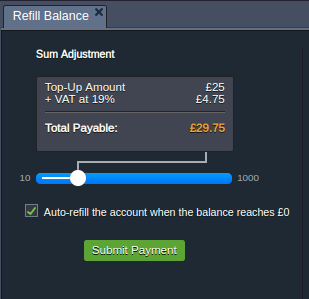 Refill Balance
Sum Adjustment
Top-Up Amount £25
+ VAT at 19% £4.75
Total Payable: £29.75
10 1000
Auto-refill the account when the balance reaches £0
Submit Payment